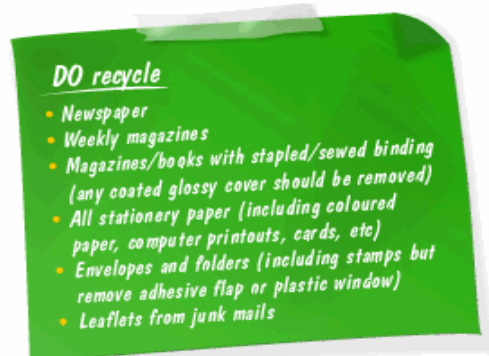 DO recycle
• Newspaper
• Weekly magazines
• Magazines/books with stapled/sewed binding
(any coated glossy cover should be removed)
• All stationery paper (including coloured
paper, computer printouts, cards, etc)
• Envelopes and folders (including stamps but
remove adhesive flap or plastic window)
• Leaflets from junk mails